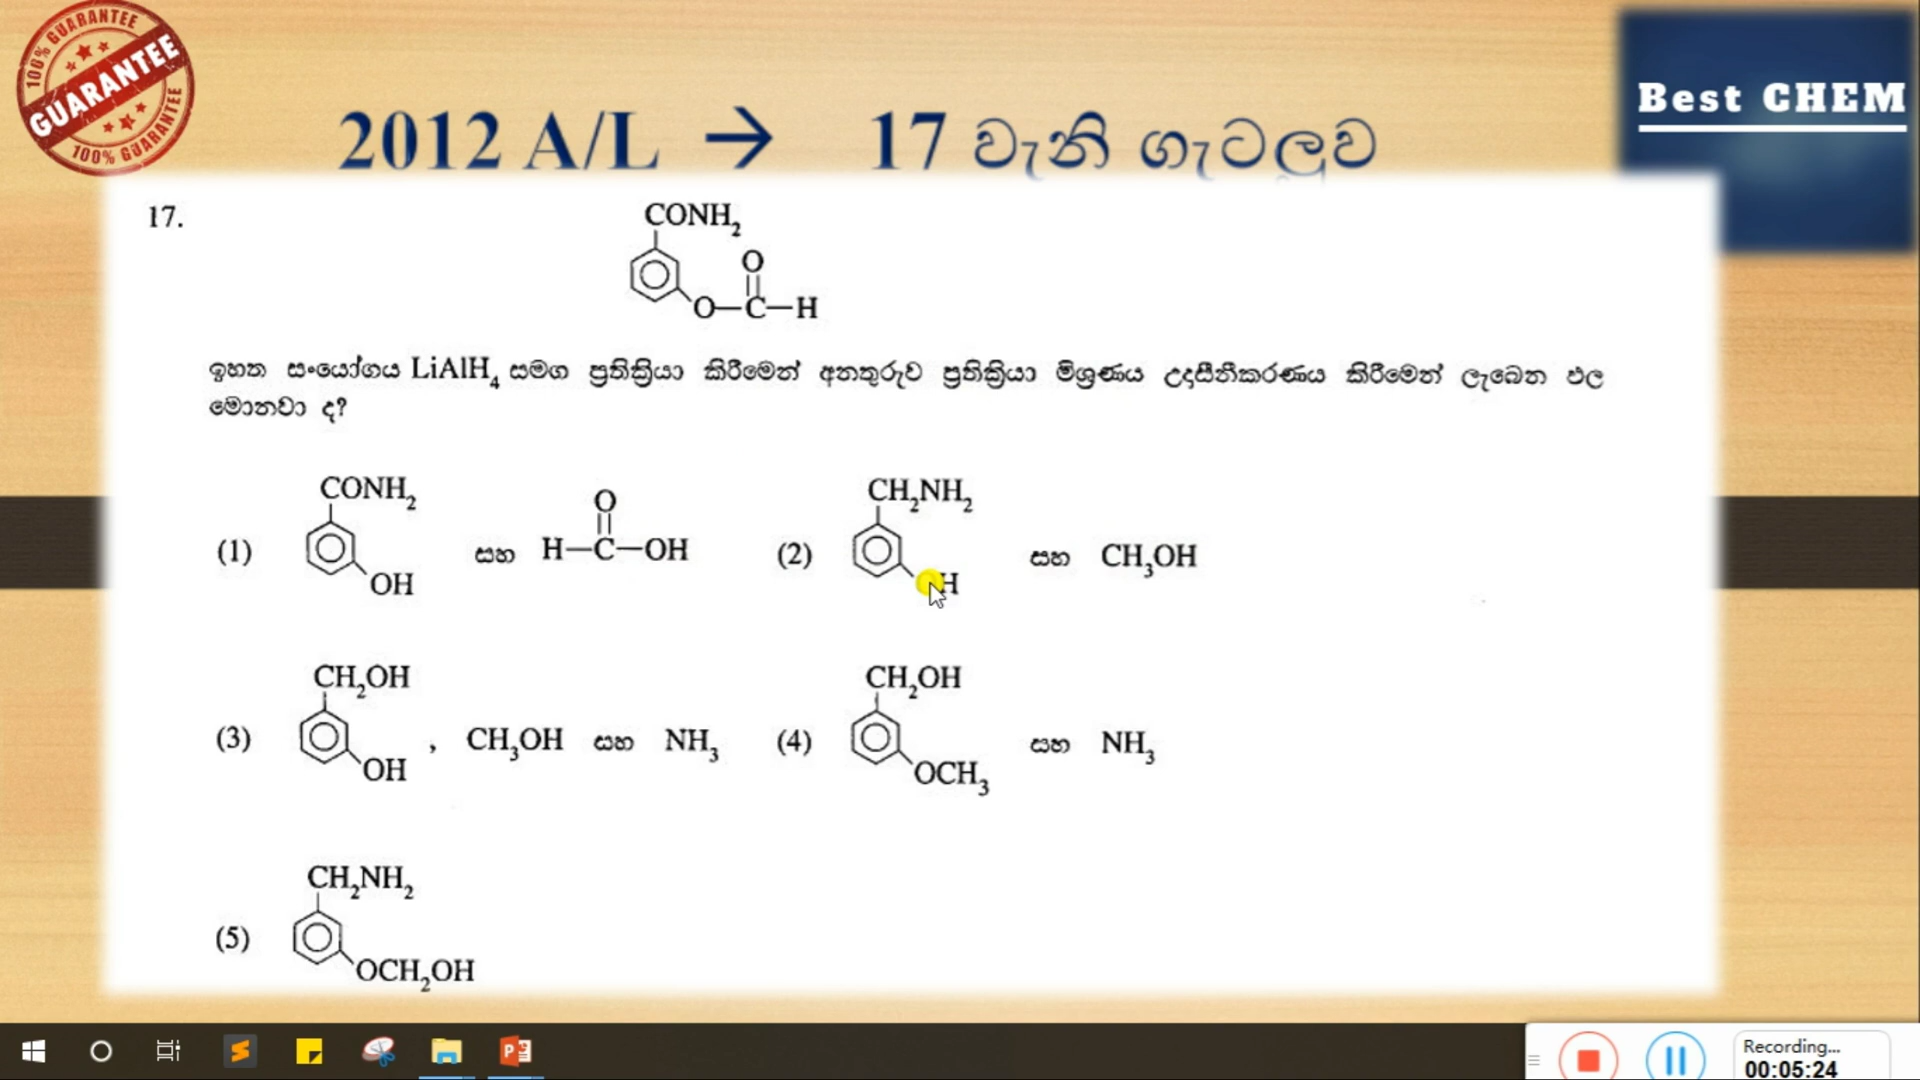 100% GUARANTEE
GUARANTEE
100% GUARANTEE
Best CHEM
2012 A/L → 17 වැනි ගැටලුව
17.
CONH₂
O
O—C—H
ඉහත සංයෝගය LiAlH₄ සමග ප්‍රතික්‍රියා කිරීමෙන් අනතුරුව ප්‍රතික්‍රියා මිශ්‍රණය උදාසීනීකරණය කිරීමෙන් ලැබෙන ඵල
මොනවා ද?
CONH₂
(1) OH සහ H—C—OH
O
CH₂NH₂
(2) H සහ CH₃OH
CH₂OH
(3) OH , CH₃OH සහ NH₃
CH₂OH
(4) OCH₃ සහ NH₃
CH₂NH₂
(5) OCH₂OH
Recording...
00:05:24